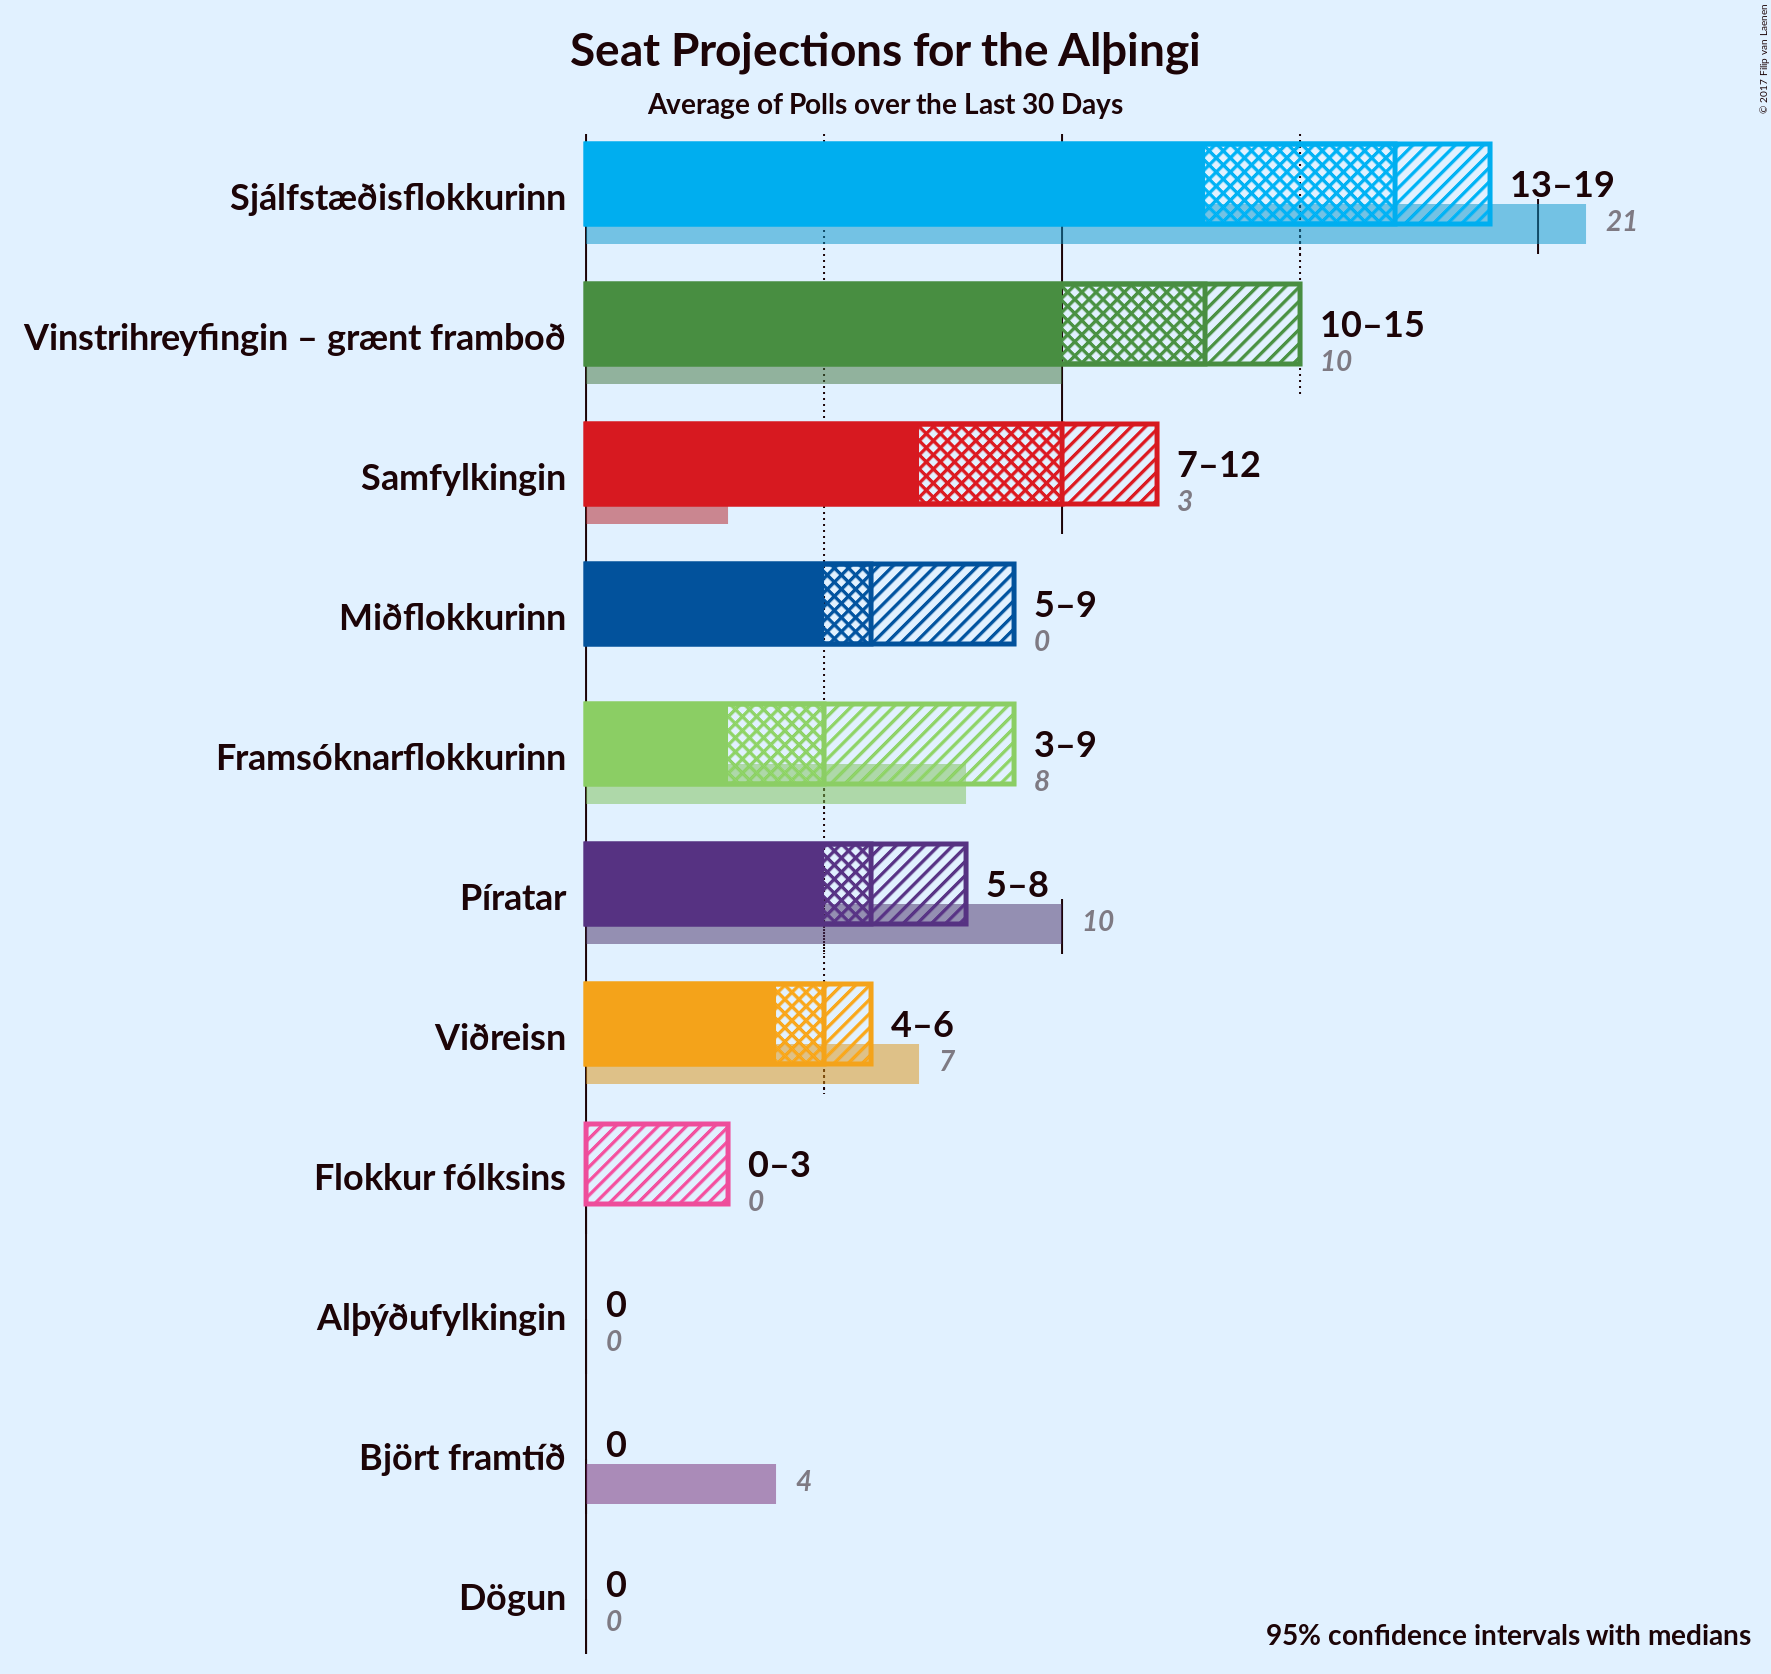 Seat Projections for the Alþingi
Average of Polls over the Last 30 Days
© 2017 Filip van Laenen
Sjálfstæðisflokkurinn
13–19
21
Vinstrihreyfingin – grænt framboð
10–15
10
Samfylkingin
7–12
3
Miðflokkurinn
5–9
0
Framsóknarflokkurinn
3–9
8
Píratar
5–8
10
Viðreisn
4–6
7
Flokkur fólksins
0–3
0
Alþýðufylkingin
0
0
Björt framtíð
0
4
Dögun
0
0
95% confidence intervals with medians